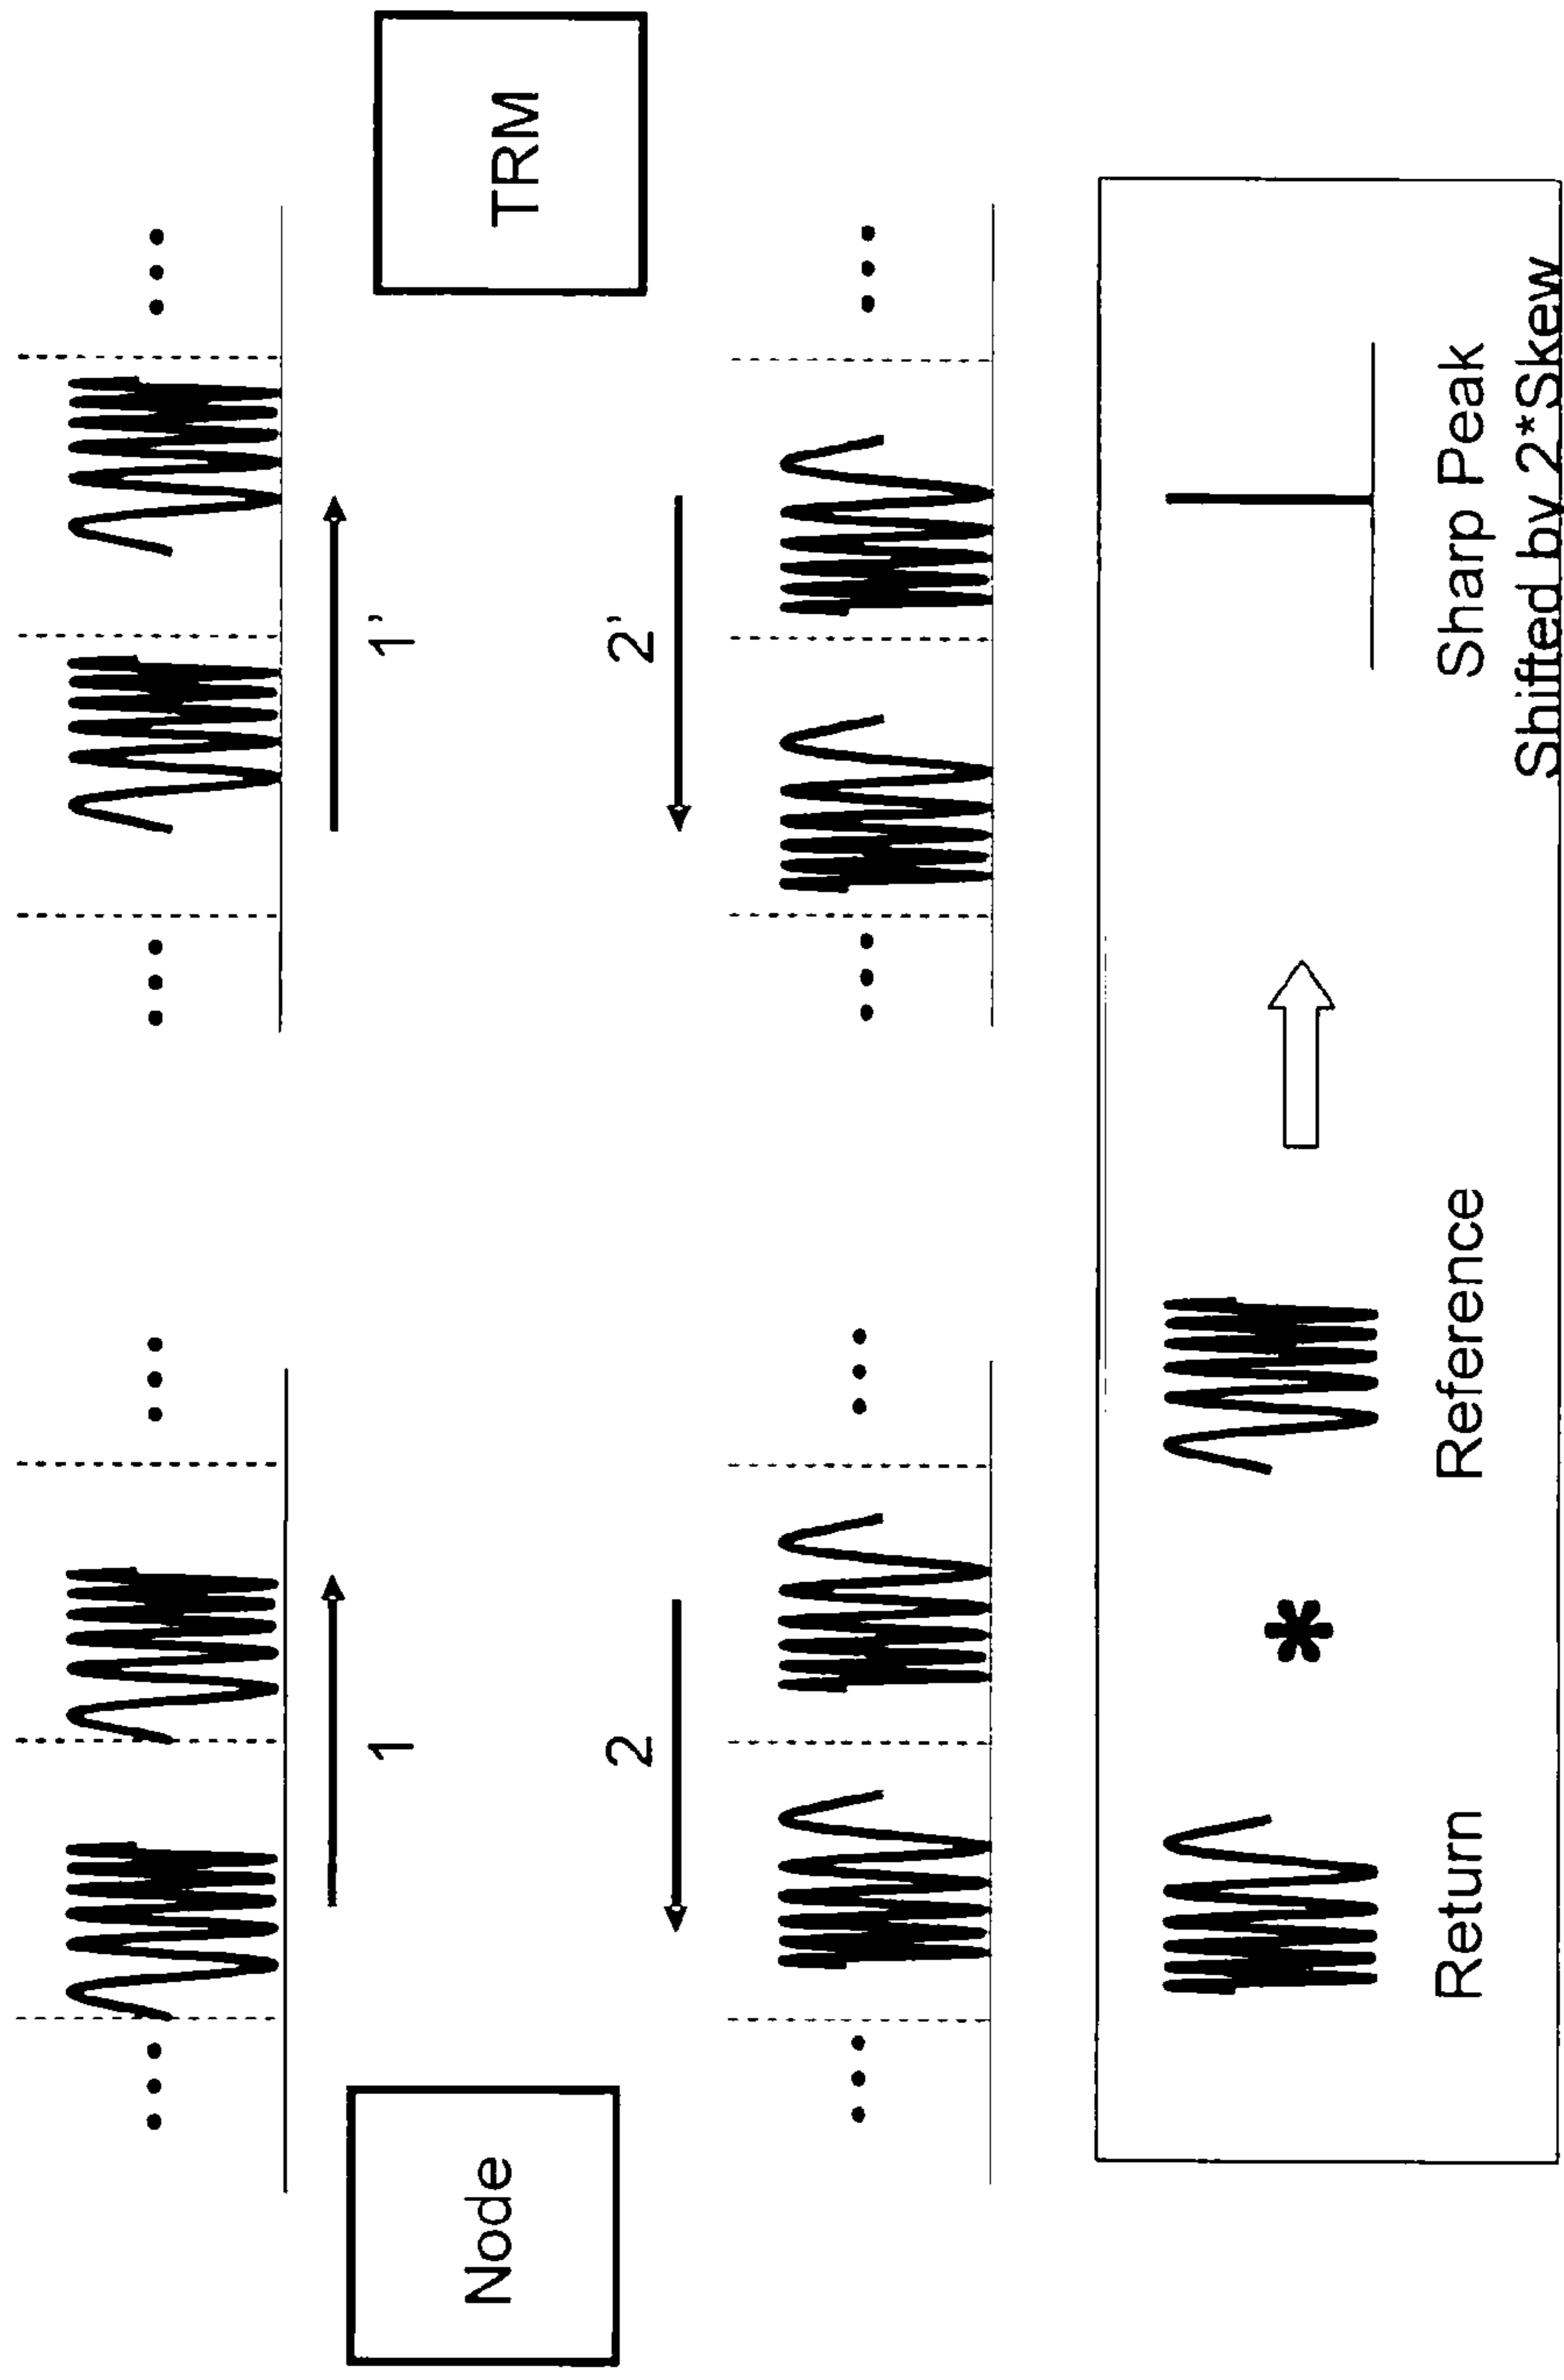 Node
TRM
1
1'
2
2'
Return
*
Reference
Sharp Peak
Shifted by 2*Skew